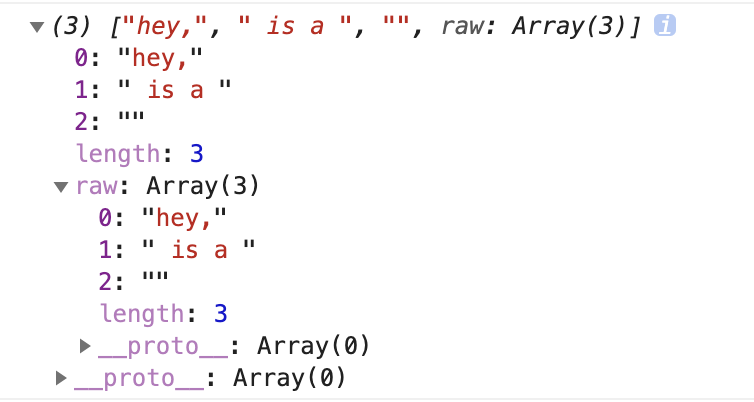 (3) ["hey,", " is a ", "", raw: Array(3)] i
0: "hey,"
1: " is a "
2: ""
length: 3
raw: Array(3)
0: "hey,"
1: " is a "
2: ""
length: 3
__proto__: Array(0)
__proto__: Array(0)